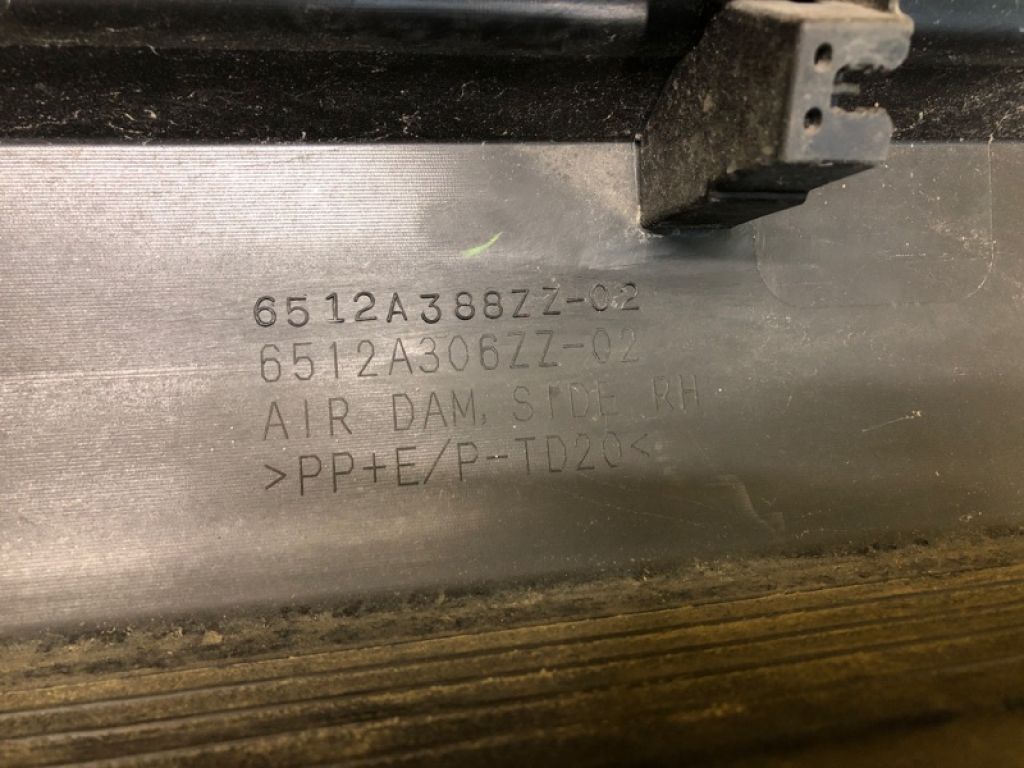 6512A388ZZ-02
6512A306ZZ-02
AIR DAM, SIDE RH
>PP+E/P-TD20<